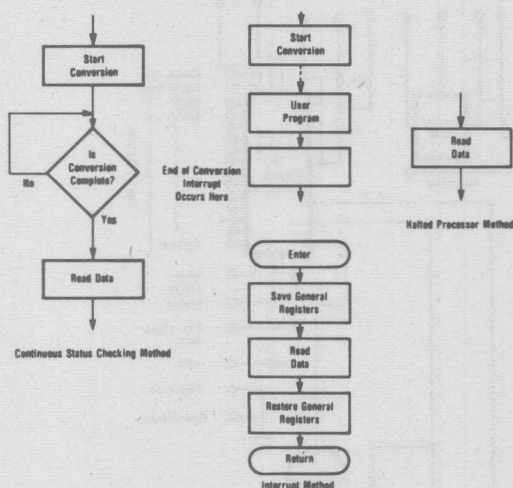 Start
Conversion
Is
Conversion
Complete?
No
Yes
Read Data
Continuous Status Checking Method
Start
Conversion
User
Program
End of Conversion
Interrupt
Occurs Here
Enter
Save General
Registers
Read
Data
Restore General
Registers
Return
Interrupt Method
Read
Data
Halted Processor Method